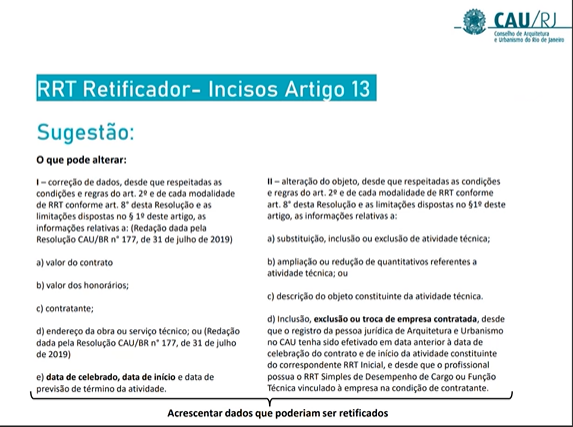 CAU/RJ
Conselho de Arquitetura
e Urbanismo do Rio de Janeiro
RRT Retificador- Incisos Artigo 13
Sugestão:
O que pode alterar:
I – correção de dados, desde que respeitadas as
condições e regras do art. 2º e de cada modalidade
de RRT conforme art. 8° desta Resolução e as
limitações dispostas no § 1º deste artigo, as
informações relativas a: (Redação dada pela
Resolução CAU/BR n° 177, de 31 de julho de 2019)
a) valor do contrato
b) valor dos honorários;
c) contratante;
d) endereço da obra ou serviço técnico; ou (Redação
dada pela Resolução CAU/BR n° 177, de 31 de julho
de 2019)
e) data de celebrado, data de início e data de
previsão de término da atividade.
II – alteração do objeto, desde que respeitadas as condições
e regras do art. 2º e de cada modalidade de RRT conforme
art. 8° desta Resolução e as limitações dispostas no §1º deste
artigo, as informações relativas a:
a) substituição, inclusão ou exclusão de atividade técnica;
b) ampliação ou redução de quantitativos referentes a
atividade técnica; ou
c) descrição do objeto constituinte da atividade técnica.
d) Inclusão, exclusão ou troca de empresa contratada, desde
que o registro da pessoa jurídica de Arquitetura e Urbanismo
no CAU tenha sido efetivado em data anterior à data de
celebração do contrato e de início da atividade constituinte
do correspondente RRT Inicial, e desde que o profissional
possua o RRT Simples de Desempenho de Cargo ou Função
Técnica vinculado à empresa na condição de contratante.
Acrescentar dados que poderiam ser retificados